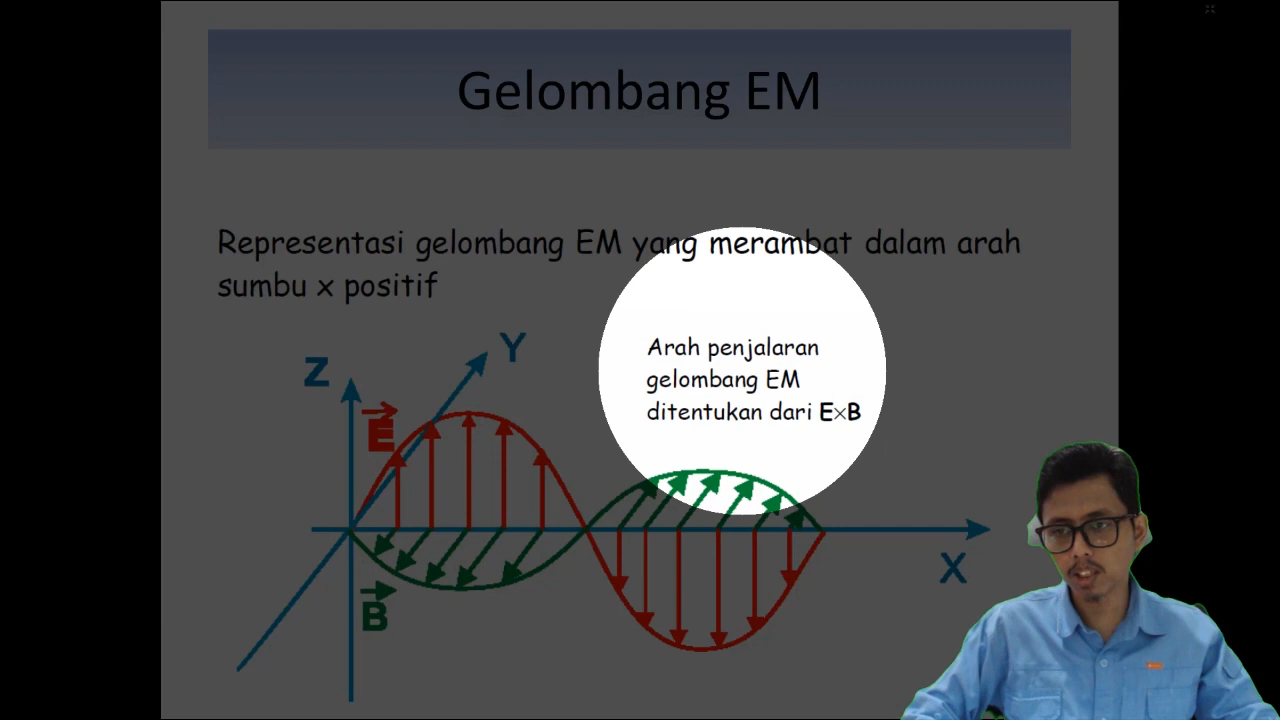 Gelombang EM
Representasi gelombang EM yang merambat dalam arah
sumbu x positif
Arah penjalaran
gelombang EM
ditentukan dari E×B
Z
Y
E
X
B